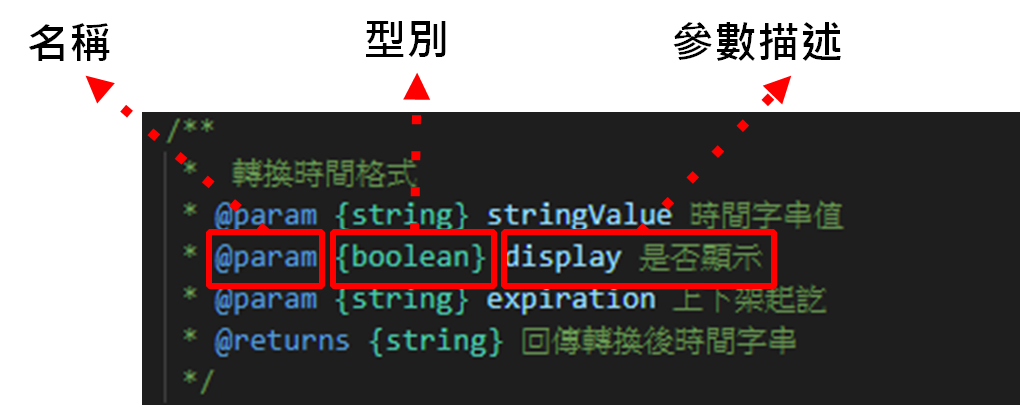 名稱 型別 參數描述
/**
* 轉換時間格式
* @param {string} stringValue 時間字串值
* @param {boolean} display 是否顯示
* @param {string} expiration 上下架起訖
* @returns {string} 回傳轉換後時間字串
*/